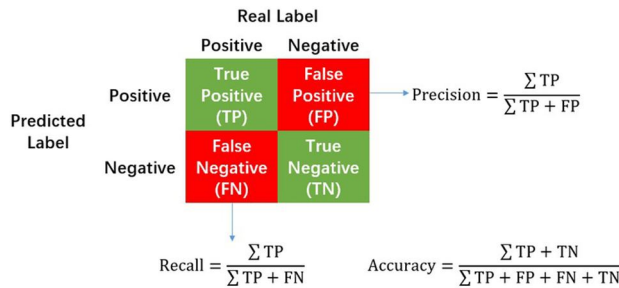 Real Label
Positive Negative
Predicted
Label
Positive
True
Positive
(TP)
False
Positive
(FP)
Precision = ∑ TP / ∑ TP + FP
Negative
False
Negative
(FN)
True
Negative
(TN)
Recall = ∑ TP / ∑ TP + FN
Accuracy = ∑ TP + TN / ∑ TP + FP + FN + TN